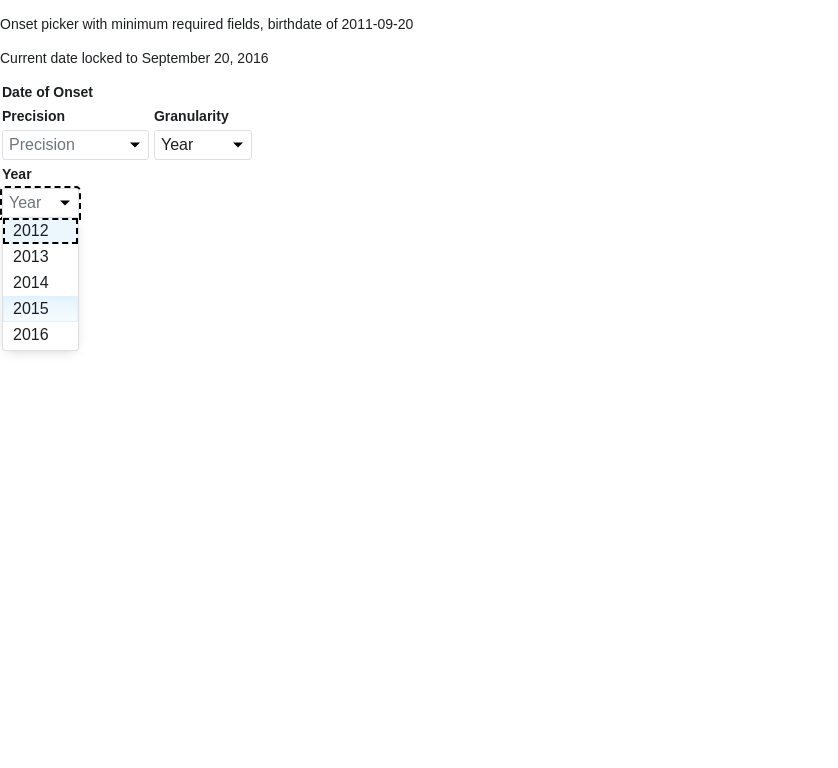 Onset picker with minimum required fields, birthdate of 2011-09-20
Current date locked to September 20, 2016
Date of Onset
Precision Granularity
Precision Year
Year
Year
2012
2013
2014
2015
2016